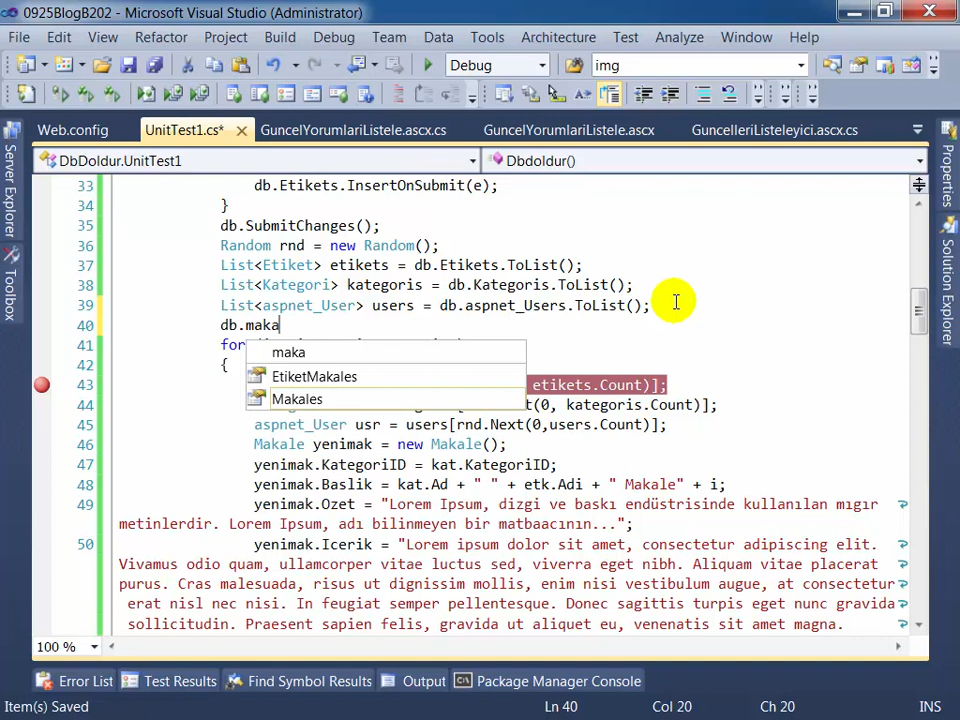 0925BlogB202 - Microsoft Visual Studio (Administrator)
File Edit View Refactor Project Build Debug Team Data Tools Architecture Test Analyze Window Help
Debug img
Web.config UnitTest1.cs* GuncelYorumlariListele.ascx.cs GuncelYorumlariListele.ascx GuncelleriListeleyici.ascx.cs
DbDoldur.UnitTest1 Dbdoldur()
Server Explorer
Toolbox
Properties
Solution Explorer
33 db.Etikets.InsertOnSubmit(e);
34 }
35 db.SubmitChanges();
36 Random rnd = new Random();
37 List<Etiket> etikets = db.Etikets.ToList();
38 List<Kategori> kategoris = db.Kategoris.ToList();
39 List<aspnet_User> users = db.aspnet_Users.ToList();
40 db.maka
41 for
maka
42 {
EtiketMakales
43 etikets.Count)];
Makales
44 (0, kategoris.Count)];
45 aspnet_User usr = users[rnd.Next(0,users.Count)];
46 Makale yenimak = new Makale();
47 yenimak.KategoriID = kat.KategoriID;
48 yenimak.Baslik = kat.Ad + " " + etk.Adi + " Makale" + i;
49 yenimak.Ozet = "Lorem Ipsum, dizgi ve baskı endüstrisinde kullanılan mıgır
metinlerdir. Lorem Ipsum, adı bilinmeyen bir matbaacının...";
50 yenimak.Icerik = "Lorem ipsum dolor sit amet, consectetur adipiscing elit.
Vivamus odio quam, ullamcorper vitae luctus sed, viverra eget nibh. Aliquam vitae placerat
purus. Cras malesuada, risus ut dignissim mollis, enim nisi vestibulum augue, at consectetur
erat nisl nec nisi. In feugiat semper pellentesque. Donec sagittis turpis eget nunc gravida
sollicitudin. Praesent sapien felis, gravida ut aliquet eu, venenatis sit amet magna.
100 %
Error List Test Results Find Symbol Results Output Package Manager Console
Item(s) Saved Ln 40 Col 20 Ch 20 INS